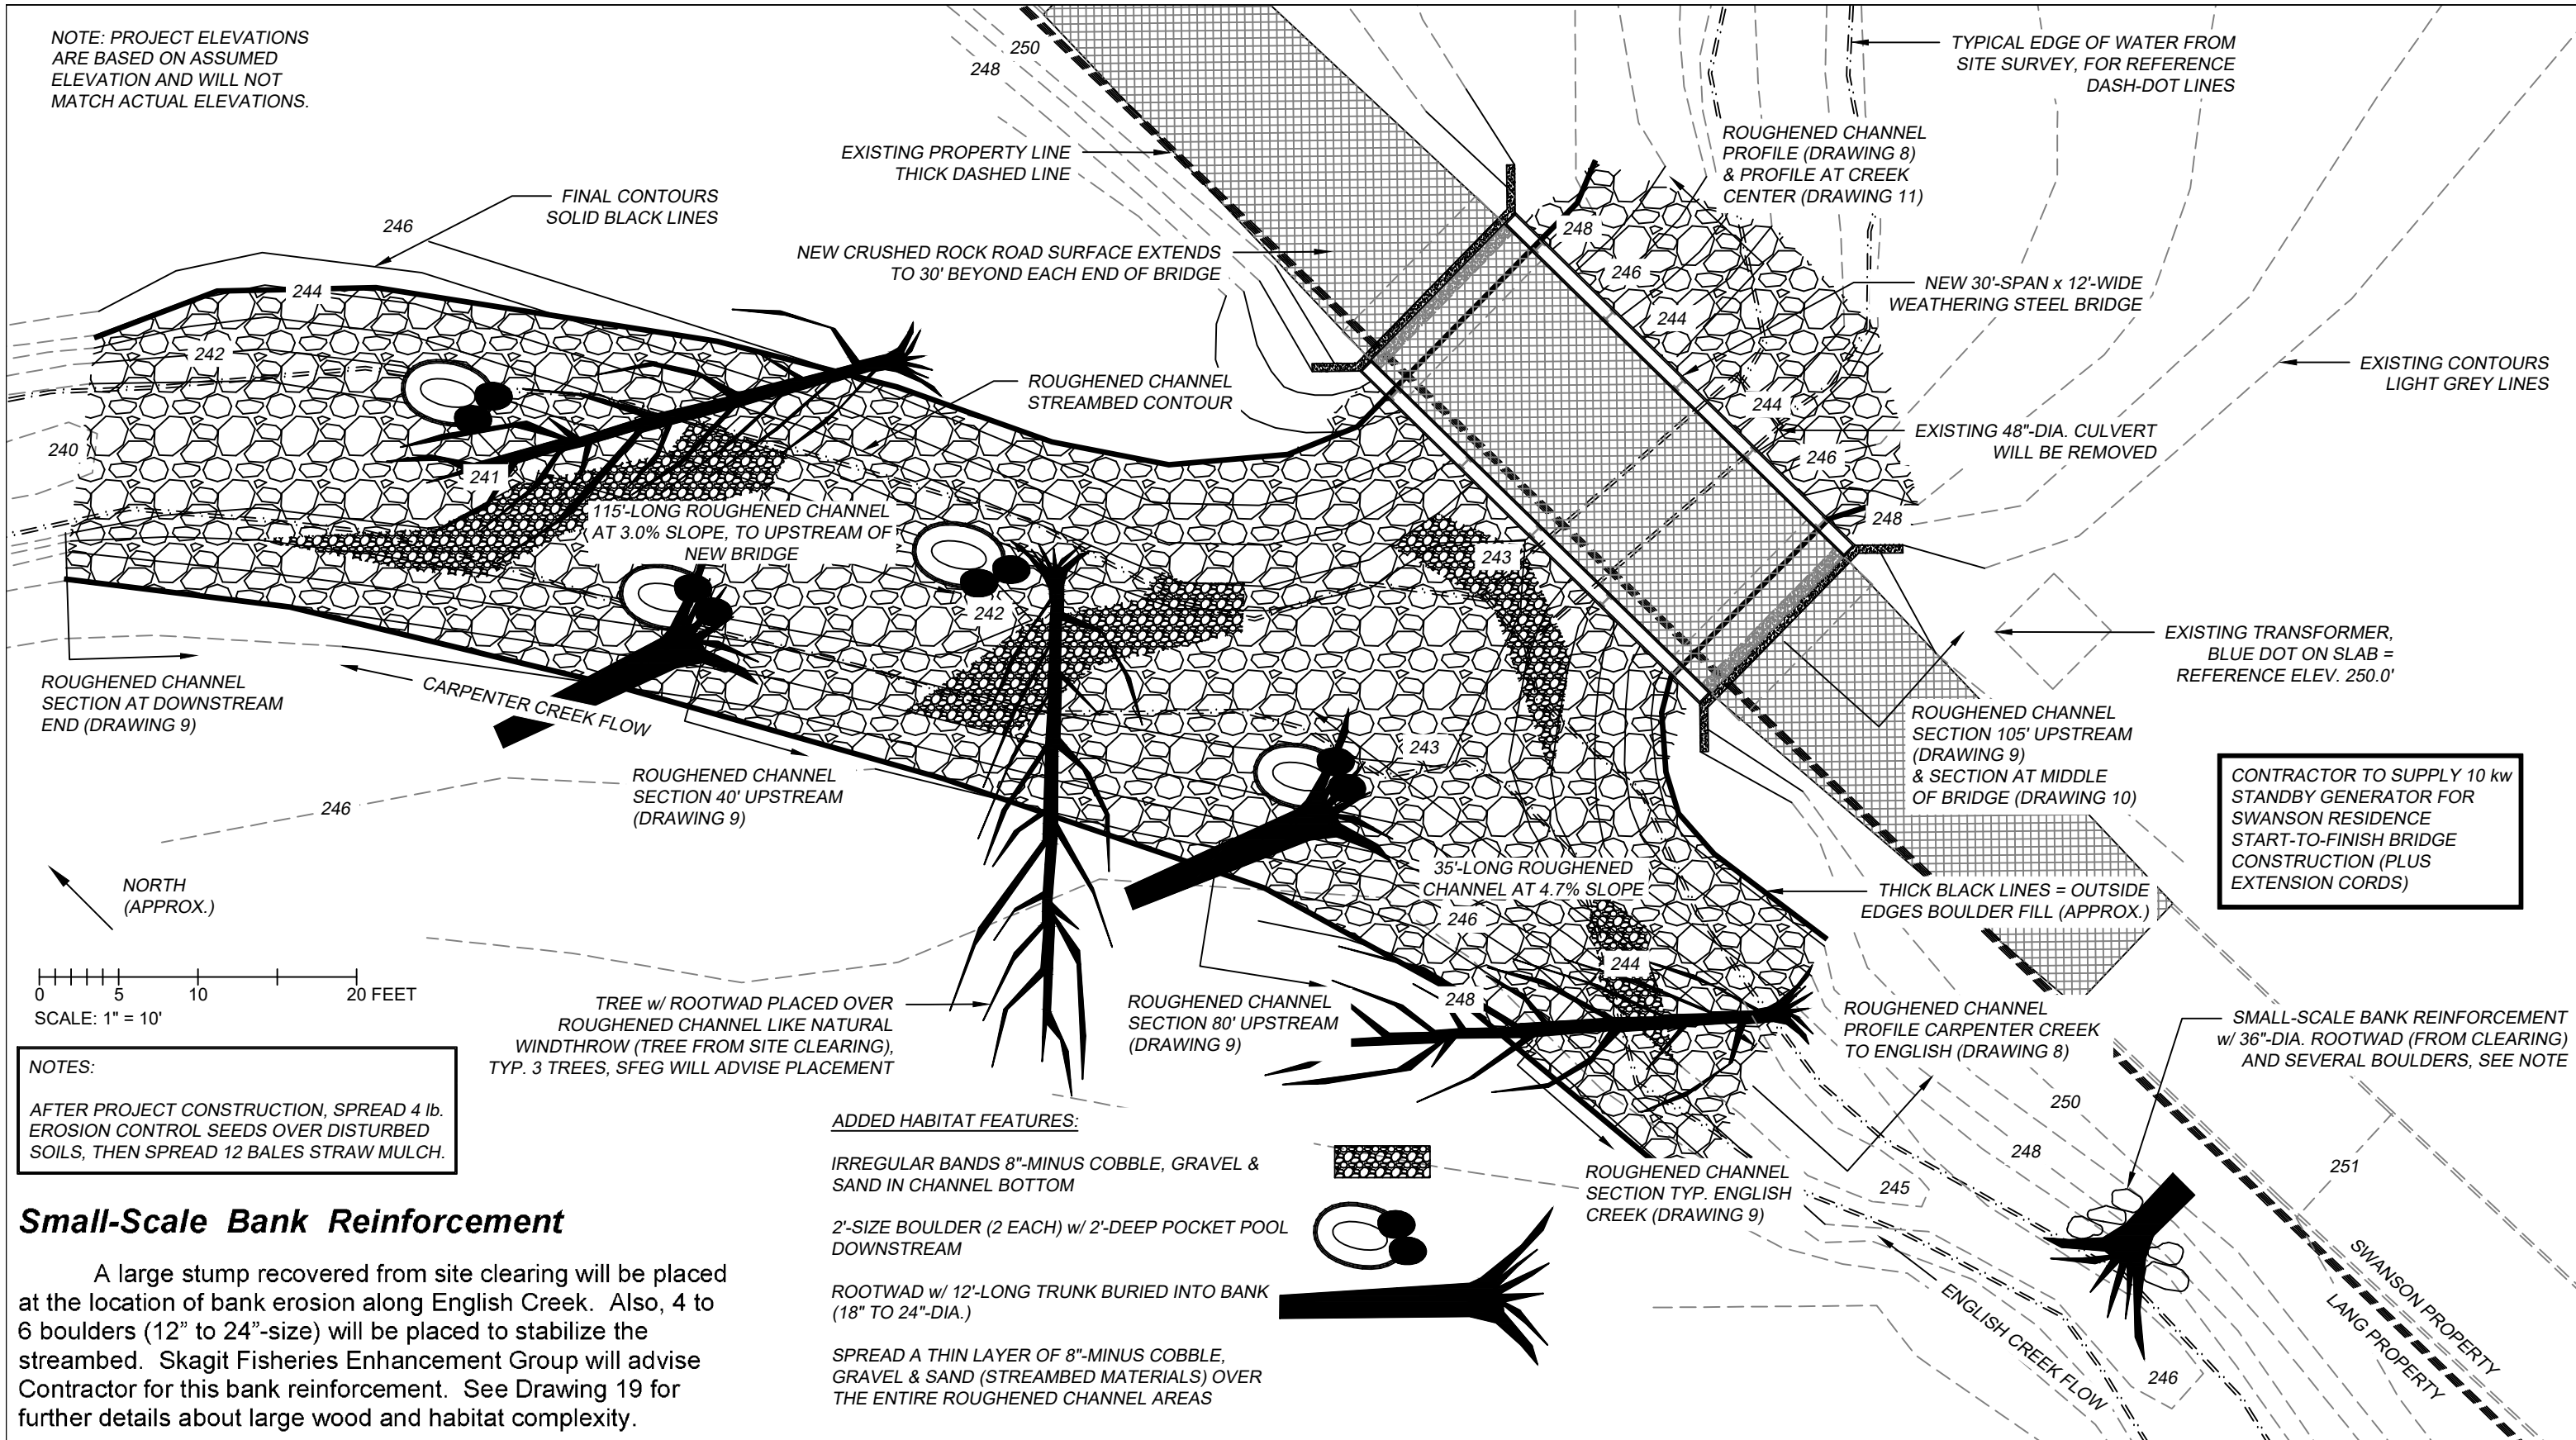 NOTE: PROJECT ELEVATIONS
ARE BASED ON ASSUMED
ELEVATION AND WILL NOT
MATCH ACTUAL ELEVATIONS.
250
248
TYPICAL EDGE OF WATER FROM
SITE SURVEY, FOR REFERENCE
DASH-DOT LINES
EXISTING PROPERTY LINE
THICK DASHED LINE
ROUGHENED CHANNEL
PROFILE (DRAWING 8)
& PROFILE AT CREEK
CENTER (DRAWING 11)
FINAL CONTOURS
SOLID BLACK LINES
246
NEW CRUSHED ROCK ROAD SURFACE EXTENDS
TO 30' BEYOND EACH END OF BRIDGE
248
246
244
NEW 30'-SPAN x 12'-WIDE
WEATHERING STEEL BRIDGE
244
242
ROUGHENED CHANNEL
STREAMBED CONTOUR
EXISTING CONTOURS
LIGHT GREY LINES
244
246
248
EXISTING 48"-DIA. CULVERT
WILL BE REMOVED
240
241
115'-LONG ROUGHENED CHANNEL
AT 3.0% SLOPE, TO UPSTREAM OF
NEW BRIDGE
243
242
EXISTING TRANSFORMER,
BLUE DOT ON SLAB =
REFERENCE ELEV. 250.0'
ROUGHENED CHANNEL
SECTION AT DOWNSTREAM
END (DRAWING 9)
CARPENTER CREEK FLOW
ROUGHENED CHANNEL
SECTION 105' UPSTREAM
(DRAWING 9)
& SECTION AT MIDDLE
OF BRIDGE (DRAWING 10)
243
ROUGHENED CHANNEL
SECTION 40' UPSTREAM
(DRAWING 9)
246
CONTRACTOR TO SUPPLY 10 kw
STANDBY GENERATOR FOR
SWANSON RESIDENCE
START-TO-FINISH BRIDGE
CONSTRUCTION (PLUS
EXTENSION CORDS)
NORTH
(APPROX.)
35'-LONG ROUGHENED
CHANNEL AT 4.7% SLOPE
THICK BLACK LINES = OUTSIDE
EDGES BOULDER FILL (APPROX.)
246
244
248
0 5 10 20 FEET
SCALE: 1" = 10'
TREE w/ ROOTWAD PLACED OVER
ROUGHENED CHANNEL LIKE NATURAL
WINDTHROW (TREE FROM SITE CLEARING),
TYP. 3 TREES, SFEG WILL ADVISE PLACEMENT
ROUGHENED CHANNEL
SECTION 80' UPSTREAM
(DRAWING 9)
ROUGHENED CHANNEL
PROFILE CARPENTER CREEK
TO ENGLISH (DRAWING 8)
SMALL-SCALE BANK REINFORCEMENT
w/ 36"-DIA. ROOTWAD (FROM CLEARING)
AND SEVERAL BOULDERS, SEE NOTE
NOTES:
AFTER PROJECT CONSTRUCTION, SPREAD 4 lb.
EROSION CONTROL SEEDS OVER DISTURBED
SOILS, THEN SPREAD 12 BALES STRAW MULCH.
ADDED HABITAT FEATURES:
IRREGULAR BANDS 8"-MINUS COBBLE, GRAVEL &
SAND IN CHANNEL BOTTOM
2'-SIZE BOULDER (2 EACH) w/ 2'-DEEP POCKET POOL
DOWNSTREAM
ROOTWAD w/ 12'-LONG TRUNK BURIED INTO BANK
(18" TO 24"-DIA.)
SPREAD A THIN LAYER OF 8"-MINUS COBBLE,
GRAVEL & SAND (STREAMBED MATERIALS) OVER
THE ENTIRE ROUGHENED CHANNEL AREAS
ROUGHENED CHANNEL
SECTION TYP. ENGLISH
CREEK (DRAWING 9)
250
248
245
251
246
ENGLISH CREEK FLOW
SWANSON PROPERTY
LANG PROPERTY
Small-Scale Bank Reinforcement
A large stump recovered from site clearing will be placed
at the location of bank erosion along English Creek. Also, 4 to
6 boulders (12” to 24”-size) will be placed to stabilize the
streambed. Skagit Fisheries Enhancement Group will advise
Contractor for this bank reinforcement. See Drawing 19 for
further details about large wood and habitat complexity.